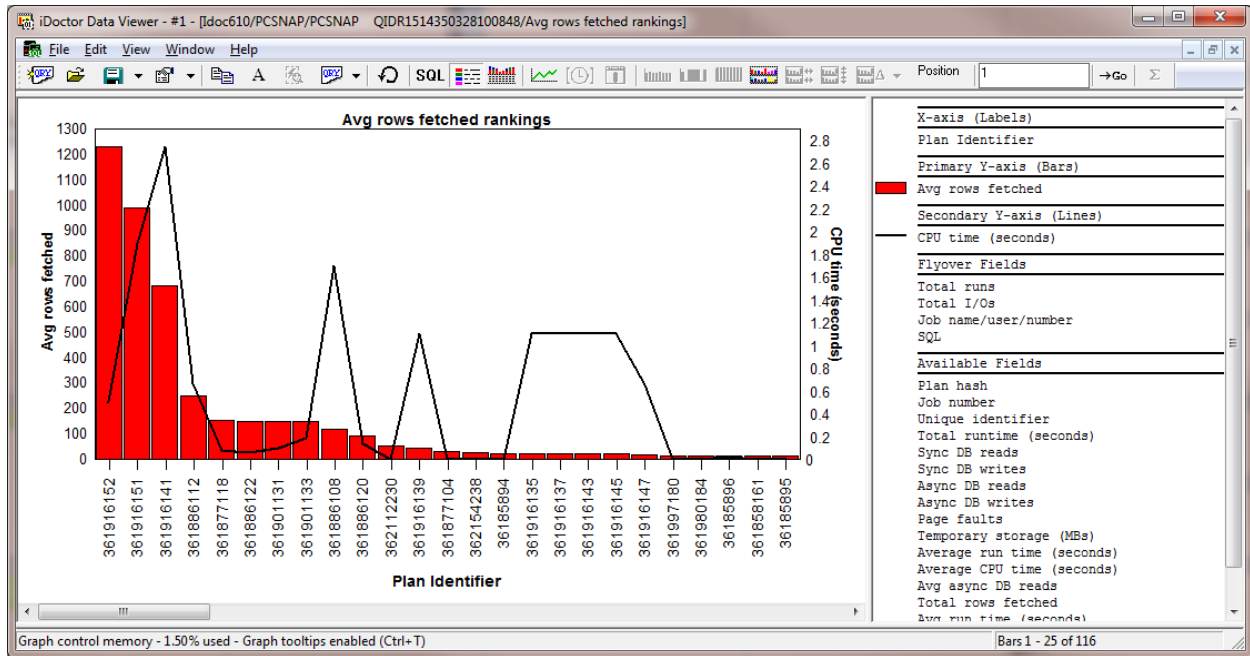 iDoctor Data Viewer - #1 - [Idoc610/PCSNAP/PCSNAP QIDR1514350328100848/Avg rows fetched rankings]
File Edit View Window Help
QRY A QRY SQL Position 1 →Go Σ
Avg rows fetched rankings
1300
1200
1100
1000
900
800
700
600
500
400
300
200
100
0
Avg rows fetched
2.8
2.6
2.4
2.2
2
1.8
1.6
1.4
1.2
1
0.8
0.6
0.4
0.2
0
CPU time (seconds)
361916152
361916151
361916141
361886112
361877118
361886122
361901131
361901133
361886108
361886120
362112230
361916139
361877104
362154238
36185894
361916135
361916137
361916143
361916145
361916147
361997180
361980184
36185896
361858161
36185895
Plan Identifier
X-axis (Labels)
Plan Identifier
Primary Y-axis (Bars)
Avg rows fetched
Secondary Y-axis (Lines)
CPU time (seconds)
Flyover Fields
Total runs
Total I/Os
Job name/user/number
SQL
Available Fields
Plan hash
Job number
Unique identifier
Total runtime (seconds)
Sync DB reads
Sync DB writes
Async DB reads
Async DB writes
Page faults
Temporary storage (MBs)
Average run time (seconds)
Average CPU time (seconds)
Avg async DB reads
Total rows fetched
Avg run time (seconds)
Graph control memory - 1.50% used - Graph tooltips enabled (Ctrl+T)
Bars 1 - 25 of 116